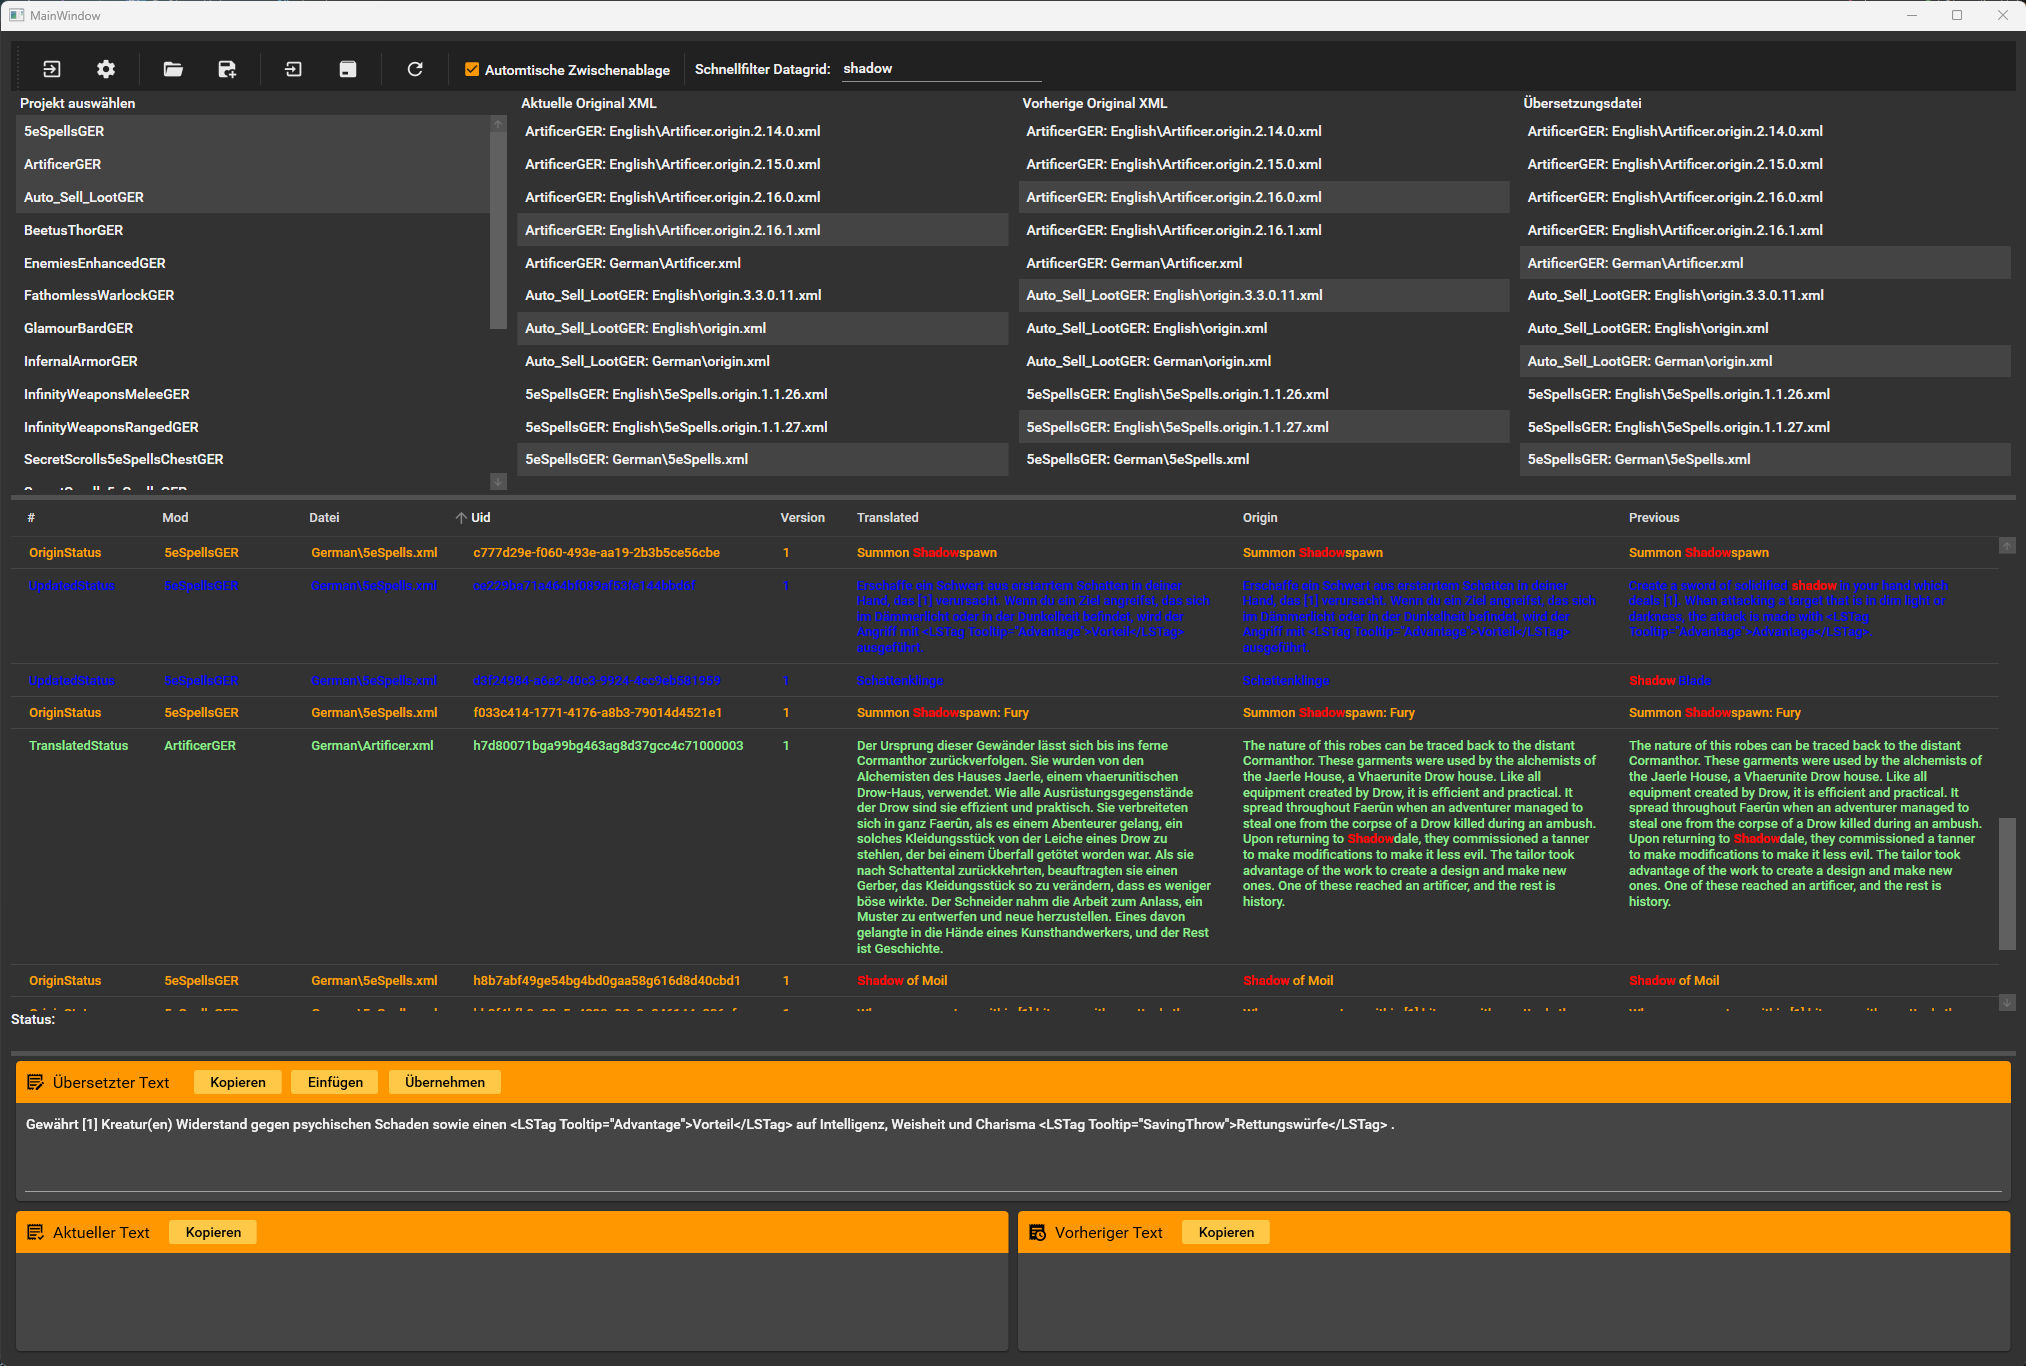 MainWindow
Automtische Zwischenablage
Schnellfilter Datagrid:
shadow
Projekt auswählen
5eSpellsGER
ArtificerGER
Auto_Sell_LootGER
BeetusThorGER
EnemiesEnhancedGER
FathomlessWarlockGER
GlamourBardGER
InfernalArmorGER
InfinityWeaponsMeleeGER
InfinityWeaponsRangedGER
SecretScrolls5eSpellsChestGER
Aktuelle Original XML
ArtificerGER: English\Artificer.origin.2.14.0.xml
ArtificerGER: English\Artificer.origin.2.15.0.xml
ArtificerGER: English\Artificer.origin.2.16.0.xml
ArtificerGER: English\Artificer.origin.2.16.1.xml
ArtificerGER: German\Artificer.xml
Auto_Sell_LootGER: English\origin.3.3.0.11.xml
Auto_Sell_LootGER: English\origin.xml
Auto_Sell_LootGER: German\origin.xml
5eSpellsGER: English\5eSpells.origin.1.1.26.xml
5eSpellsGER: English\5eSpells.origin.1.1.27.xml
5eSpellsGER: German\5eSpells.xml
Vorherige Original XML
ArtificerGER: English\Artificer.origin.2.14.0.xml
ArtificerGER: English\Artificer.origin.2.15.0.xml
ArtificerGER: English\Artificer.origin.2.16.0.xml
ArtificerGER: English\Artificer.origin.2.16.1.xml
ArtificerGER: German\Artificer.xml
Auto_Sell_LootGER: English\origin.3.3.0.11.xml
Auto_Sell_LootGER: English\origin.xml
Auto_Sell_LootGER: German\origin.xml
5eSpellsGER: English\5eSpells.origin.1.1.26.xml
5eSpellsGER: English\5eSpells.origin.1.1.27.xml
5eSpellsGER: German\5eSpells.xml
Übersetzungsdatei
ArtificerGER: English\Artificer.origin.2.14.0.xml
ArtificerGER: English\Artificer.origin.2.15.0.xml
ArtificerGER: English\Artificer.origin.2.16.0.xml
ArtificerGER: English\Artificer.origin.2.16.1.xml
ArtificerGER: German\Artificer.xml
Auto_Sell_LootGER: English\origin.3.3.0.11.xml
Auto_Sell_LootGER: English\origin.xml
Auto_Sell_LootGER: German\origin.xml
5eSpellsGER: English\5eSpells.origin.1.1.26.xml
5eSpellsGER: English\5eSpells.origin.1.1.27.xml
5eSpellsGER: German\5eSpells.xml
# Mod Datei Uid Version Translated Origin Previous
OriginStatus 5eSpellsGER German\5eSpells.xml c777d29e-f060-493e-aa19-2b3b5ce56cbe 1 Summon Shadowspawn Summon Shadowspawn Summon Shadowspawn
UpdatedStatus 5eSpellsGER German\5eSpells.xml ce229ba71a464bf089af53fe144bbd6f 1
Erschaffe ein Schwert aus erstarrtem Schatten in deiner
Hand, das [1] verursacht. Wenn du ein Ziel angreifst, das sich
im Dämmerlicht oder in der Dunkelheit befindet, wird der
Angriff mit <LSTag Tooltip="Advantage">Vorteil</LSTag>
ausgeführt.
Erschaffe ein Schwert aus erstarrtem Schatten in deiner
Hand, das [1] verursacht. Wenn du ein Ziel angreifst, das sich
im Dämmerlicht oder in der Dunkelheit befindet, wird der
Angriff mit <LSTag Tooltip="Advantage">Vorteil</LSTag>
ausgeführt.
Create a sword of solidified shadow in your hand which
deals [1]. When attacking a target that is in dim light or
darkness, the attack is made with <LSTag
Tooltip="Advantage">Advantage</LSTag>.
UpdatedStatus 5eSpellsGER German\5eSpells.xml d3f24984-a6a2-40c3-9924-4cc9eb581959 1 Schattenklinge Schattenklinge Shadow Blade
OriginStatus 5eSpellsGER German\5eSpells.xml f033c414-1771-4176-a8b3-79014d4521e1 1 Summon Shadowspawn: Fury Summon Shadowspawn: Fury Summon Shadowspawn: Fury
TranslatedStatus ArtificerGER German\Artificer.xml h7d80071bga99bg463ag8d37gcc4c71000003 1
Der Ursprung dieser Gewänder lässt sich bis ins ferne
Cormanthor zurückverfolgen. Sie wurden von den
Alchemisten des Hauses Jaerle, einem vhaerunitischen
Drow-Haus, verwendet. Wie alle Ausrüstungsgegenstände
der Drow sind sie effizient und praktisch. Sie verbreiteten
sich in ganz Faerûn, als es einem Abenteurer gelang, ein
solches Kleidungsstück von der Leiche eines Drow zu
stehlen, der bei einem Überfall getötet worden war. Als sie
nach Schattental zurückkehrten, beauftragten sie einen
Gerber, das Kleidungsstück so zu verändern, dass es weniger
böse wirkte. Der Schneider nahm die Arbeit zum Anlass, ein
Muster zu entwerfen und neue herzustellen. Eines davon
gelangte in die Hände eines Kunsthandwerkers, und der Rest
ist Geschichte.
The nature of this robes can be traced back to the distant
Cormanthor. These garments were used by the alchemists of
the Jaerle House, a Vhaerunite Drow house. Like all
equipment created by Drow, it is efficient and practical. It
spread throughout Faerûn when an adventurer managed to
steal one from the corpse of a Drow killed during an ambush.
Upon returning to Shadowdale, they commissioned a tanner
to make modifications to make it less evil. The tailor took
advantage of the work to create a design and make new
ones. One of these reached an artificer, and the rest is
history.
The nature of this robes can be traced back to the distant
Cormanthor. These garments were used by the alchemists of
the Jaerle House, a Vhaerunite Drow house. Like all
equipment created by Drow, it is efficient and practical. It
spread throughout Faerûn when an adventurer managed to
steal one from the corpse of a Drow killed during an ambush.
Upon returning to Shadowdale, they commissioned a tanner
to make modifications to make it less evil. The tailor took
advantage of the work to create a design and make new
ones. One of these reached an artificer, and the rest is
history.
OriginStatus 5eSpellsGER German\5eSpells.xml h8b7abf49ge54bg4bd0gaa58g616d8d40cbd1 1 Shadow of Moil Shadow of Moil Shadow of Moil
Status:
Übersetzter Text Kopieren Einfügen Übernehmen
Gewährt [1] Kreatur(en) Widerstand gegen psychischen Schaden sowie einen <LSTag Tooltip="Advantage">Vorteil</LSTag> auf Intelligenz, Weisheit und Charisma <LSTag Tooltip="SavingThrow">Rettungswürfe</LSTag> .
Aktueller Text Kopieren
Vorheriger Text Kopieren